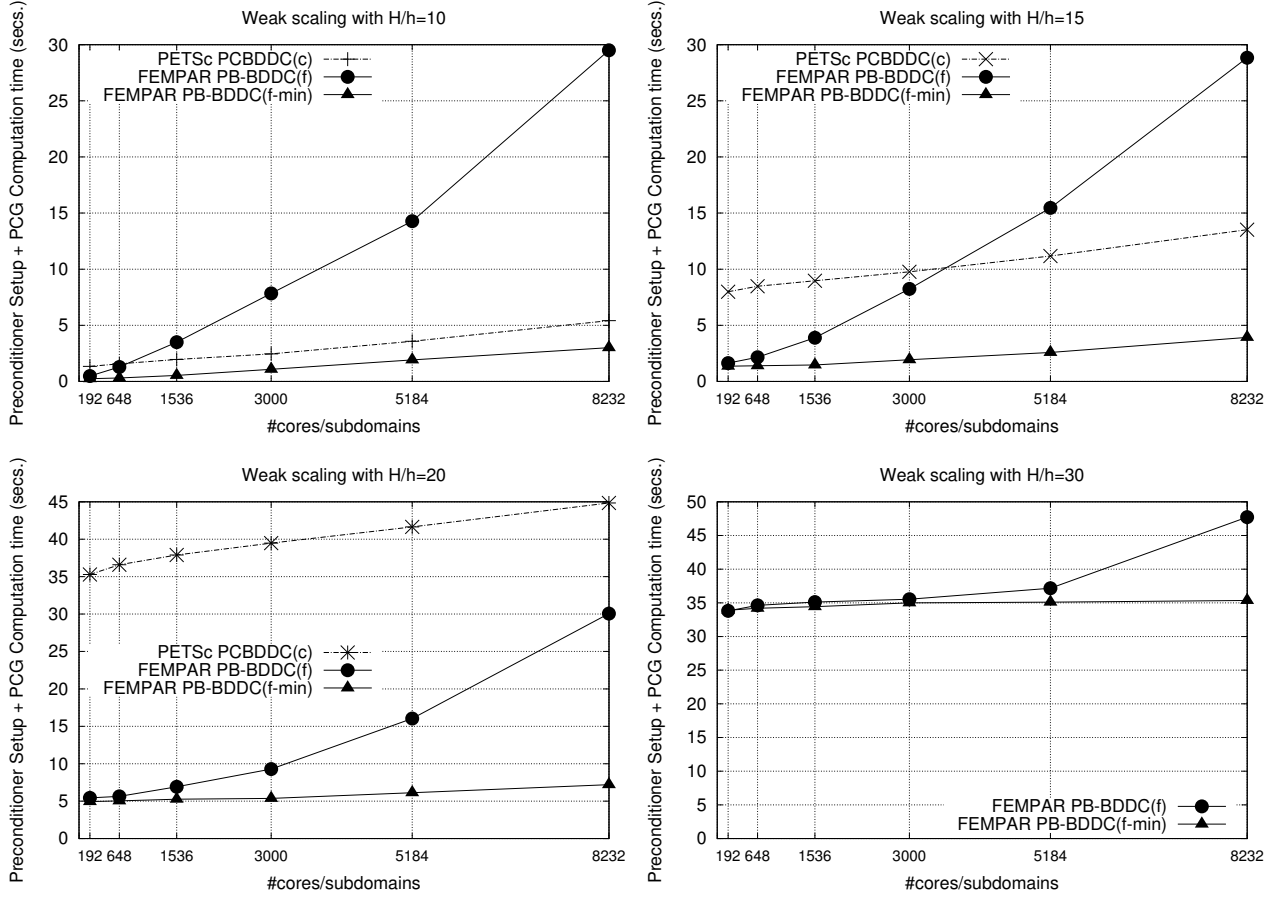 Weak scaling with H/h=10
Preconditioner Setup + PCG Computation time (secs.)
30
25
20
15
10
5
0
PETSc PCBDDC(c)
FEMPAR PB-BDDC(f)
FEMPAR PB-BDDC(f-min)
192 648 1536 3000 5184 8232
#cores/subdomains
Weak scaling with H/h=15
Preconditioner Setup + PCG Computation time (secs.)
30
25
20
15
10
5
0
PETSc PCBDDC(c)
FEMPAR PB-BDDC(f)
FEMPAR PB-BDDC(f-min)
192 648 1536 3000 5184 8232
#cores/subdomains
Weak scaling with H/h=20
Preconditioner Setup + PCG Computation time (secs.)
45
40
35
30
25
20
15
10
5
0
PETSc PCBDDC(c)
FEMPAR PB-BDDC(f)
FEMPAR PB-BDDC(f-min)
192 648 1536 3000 5184 8232
#cores/subdomains
Weak scaling with H/h=30
Preconditioner Setup + PCG Computation time (secs.)
50
45
40
35
30
25
20
15
10
5
0
FEMPAR PB-BDDC(f)
FEMPAR PB-BDDC(f-min)
192 648 1536 3000 5184 8232
#cores/subdomains